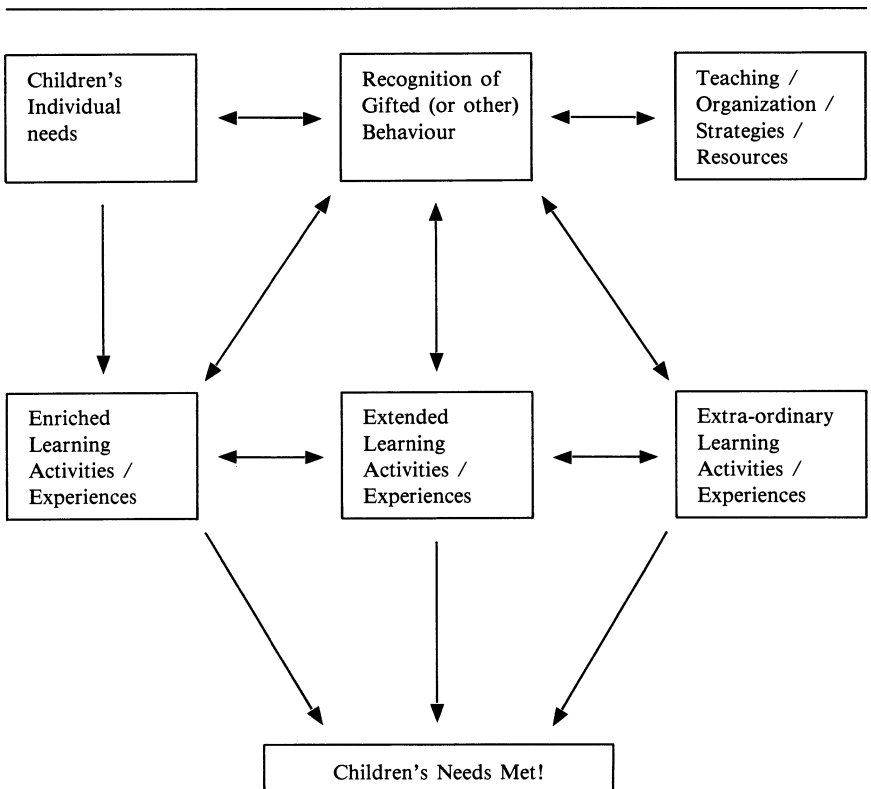 Children's
Individual
needs
Recognition of
Gifted (or other)
Behaviour
Teaching /
Organization /
Strategies /
Resources
Enriched
Learning
Activities /
Experiences
Extended
Learning
Activities /
Experiences
Extra-ordinary
Learning
Activities /
Experiences
Children's Needs Met!